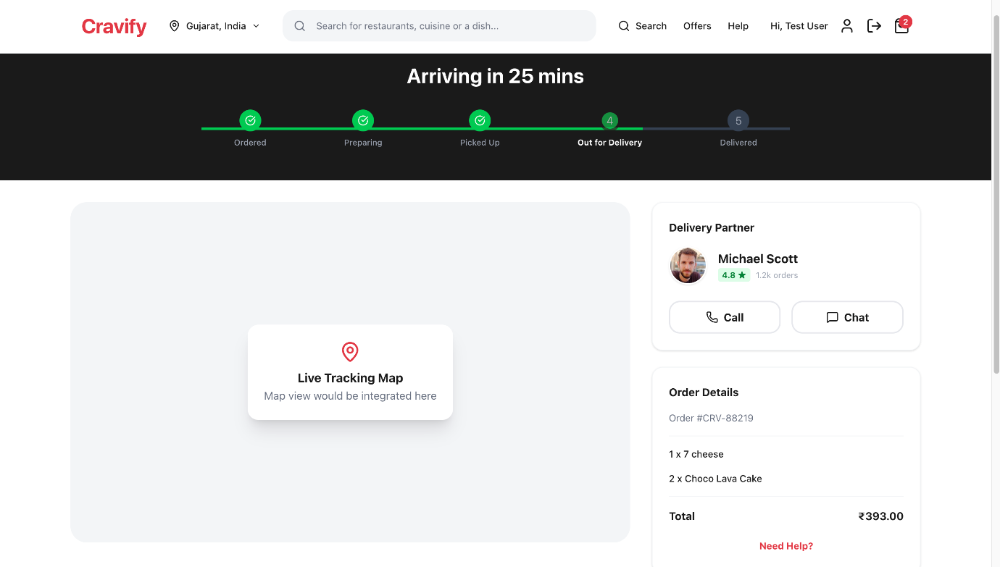 Cravify
Gujarat, India
Search for restaurants, cuisine or a dish...
Search
Offers
Help
Hi, Test User
2
Arriving in 25 mins
4
5
Ordered
Preparing
Picked Up
Out for Delivery
Delivered
Live Tracking Map
Map view would be integrated here
Delivery Partner
Michael Scott
4.8 ★ 1.2k orders
Call
Chat
Order Details
Order #CRV-88219
1 x 7 cheese
2 x Choco Lava Cake
Total ₹393.00
Need Help?